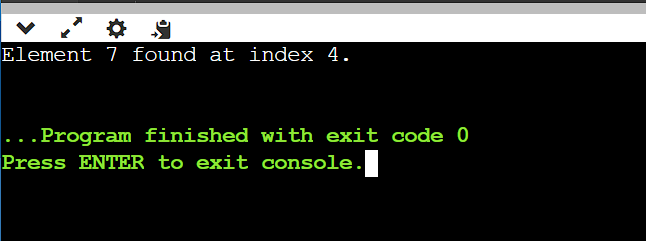 Element 7 found at index 4.
...Program finished with exit code 0
Press ENTER to exit console.